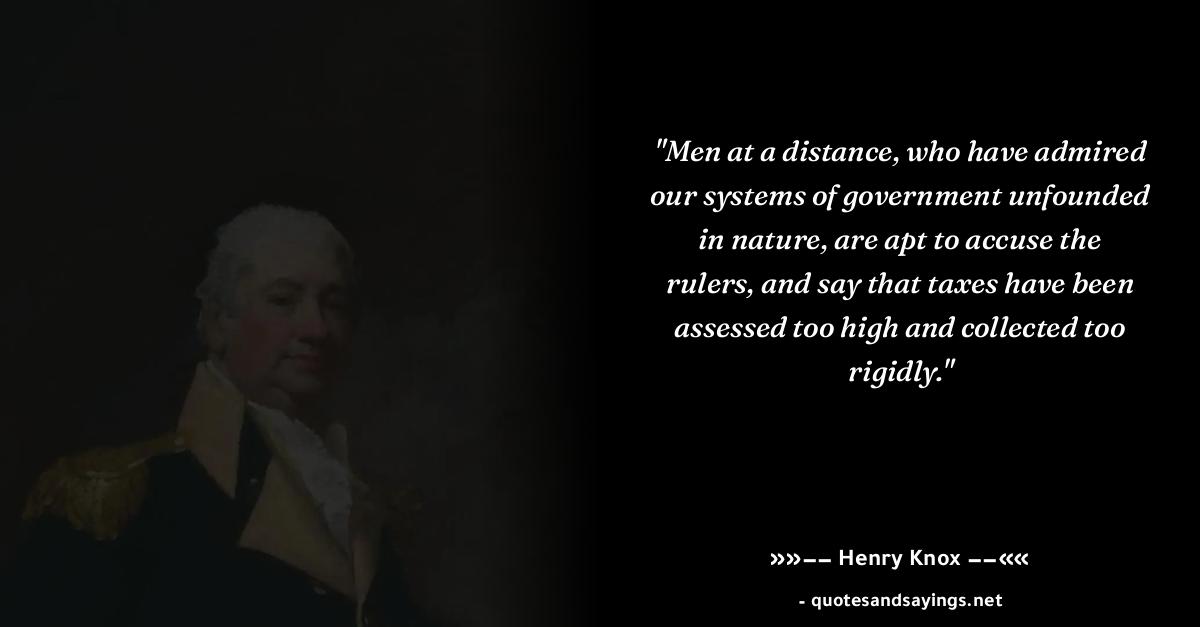 "Men at a distance, who have admired
our systems of government unfounded
in nature, are apt to accuse the
rulers, and say that taxes have been
assessed too high and collected too
rigidly."
»»−− Henry Knox −−««
- quotesandsayings.net